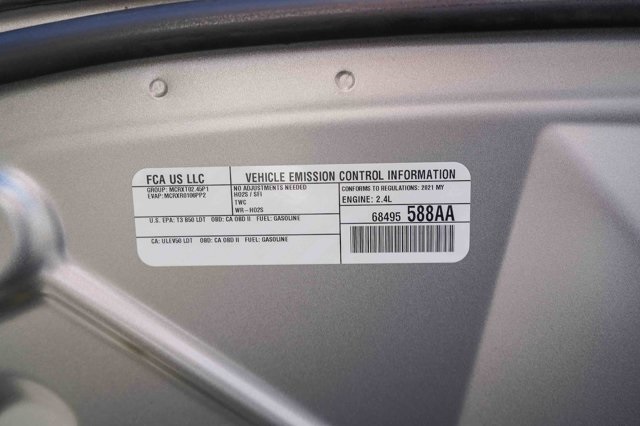 FCA US LLC
VEHICLE EMISSION CONTROL INFORMATION
GROUP: MCRXT02.45P1
EVAP: MCRXR0186PP2
NO ADJUSTMENTS NEEDED
HO2S / SFI
TWC
WR-HO2S
CONFORMS TO REGULATIONS: 2021 MY
ENGINE: 2.4L
U.S. EPA: T3 B50 LDT OBD: CA OBD II FUEL: GASOLINE
CA: ULEV50 LDT OBD: CA OBD II FUEL: GASOLINE
68495 588AA